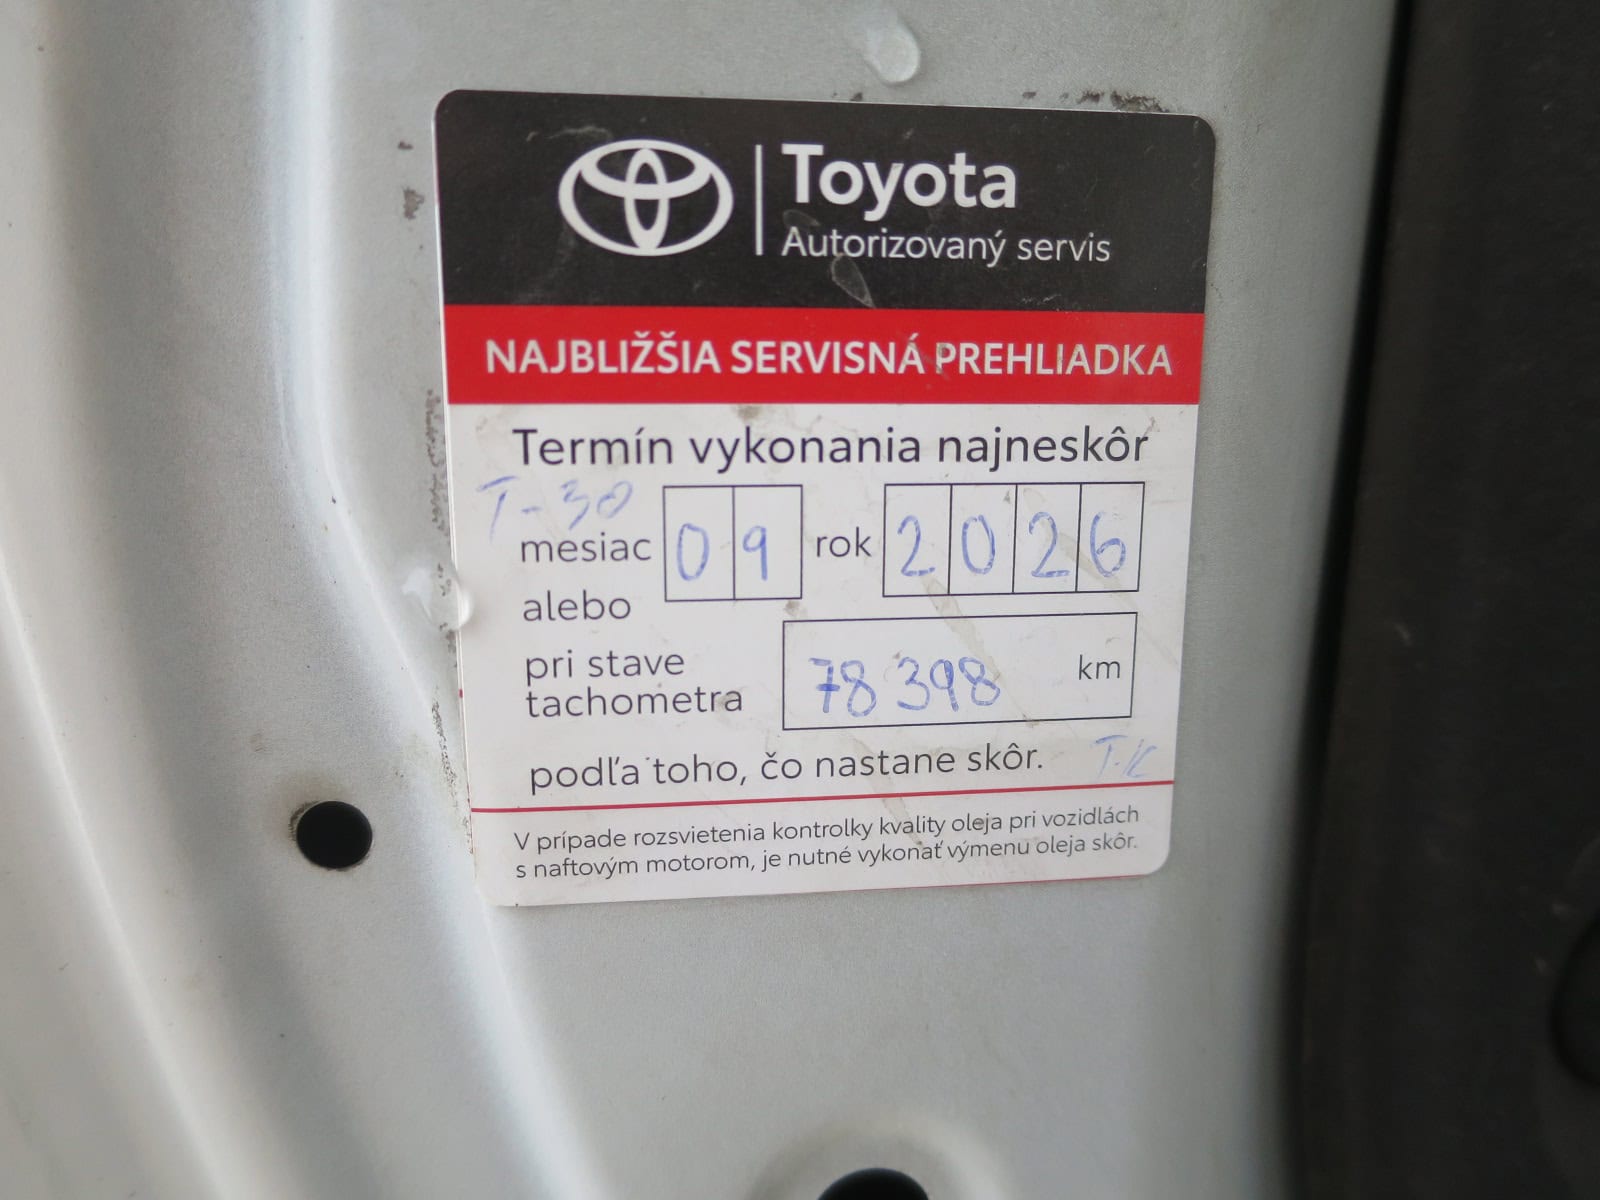 Toyota
Autorizovaný servis
NAJBLIŽŠIA SERVISNÁ PREHLIADKA
Termín vykonania najneskôr
T-30
mesiac 09 rok 2026
alebo
pri stave
tachometra 78 398 km
podľa toho, čo nastane skôr.
V prípade rozsvietenia kontrolky kvality oleja pri vozidlách
s naftovým motorom, je nutné vykonať výmenu oleja skôr.